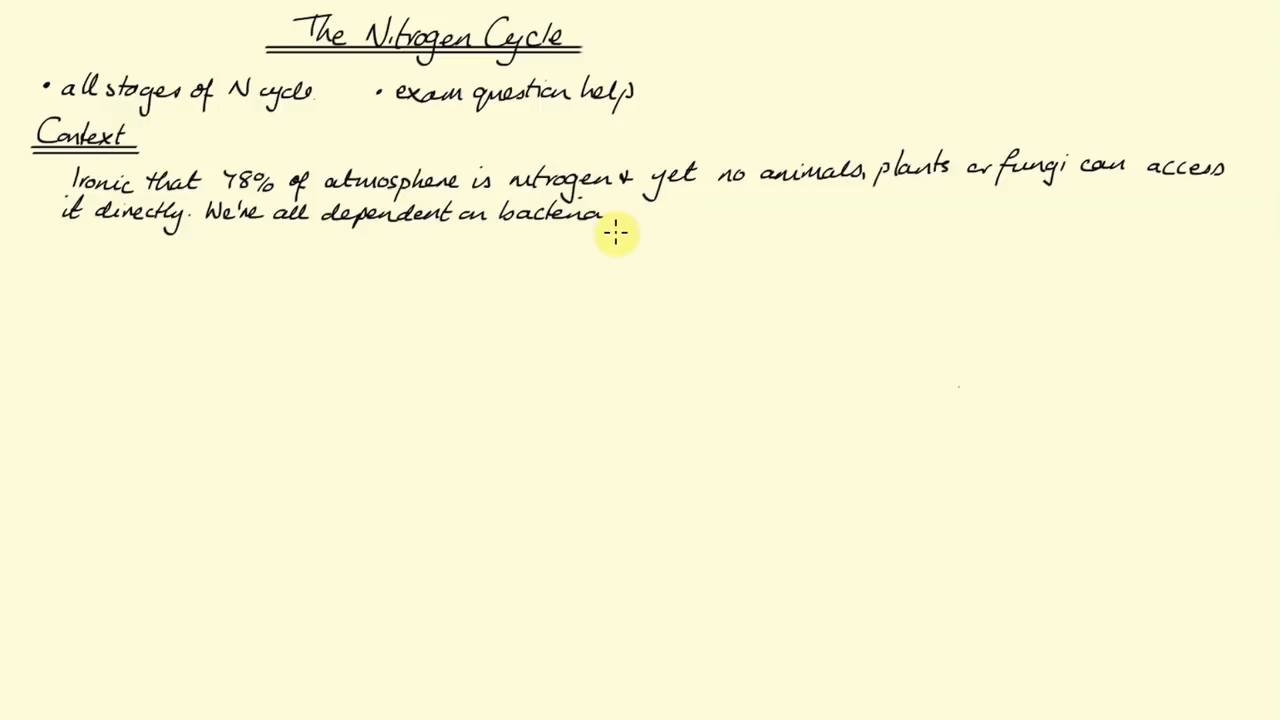 The Nitrogen Cycle
• all stages of N cycle. • exam question help
Context
Ironic that 78% of atmosphere is nitrogen & yet no animals, plants or fungi can access
it directly. We're all dependent on bacteria